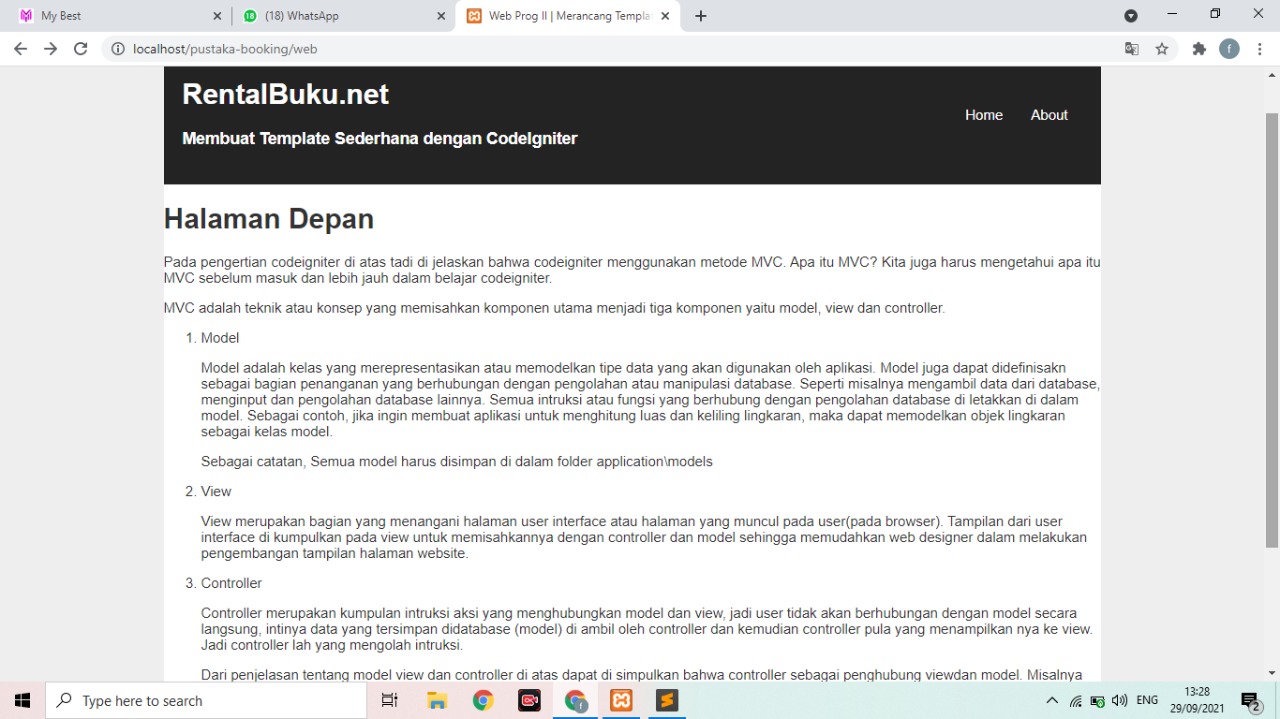 My Best
(18) WhatsApp
Web Prog II | Merancang Templa
localhost/pustaka-booking/web
f
RentalBuku.net
Home
About
Membuat Template Sederhana dengan CodeIgniter
Halaman Depan
Pada pengertian codeigniter di atas tadi di jelaskan bahwa codeigniter menggunakan metode MVC. Apa itu MVC? Kita juga harus mengetahui apa itu
MVC sebelum masuk dan lebih jauh dalam belajar codeigniter.
MVC adalah teknik atau konsep yang memisahkan komponen utama menjadi tiga komponen yaitu model, view dan controller.
1. Model
Model adalah kelas yang merepresentasikan atau memodelkan tipe data yang akan digunakan oleh aplikasi. Model juga dapat didefinisakn
sebagai bagian penanganan yang berhubungan dengan pengolahan atau manipulasi database. Seperti misalnya mengambil data dari database,
menginput dan pengolahan database lainnya. Semua intruksi atau fungsi yang berhubung dengan pengolahan database di letakkan di dalam
model. Sebagai contoh, jika ingin membuat aplikasi untuk menghitung luas dan keliling lingkaran, maka dapat memodelkan objek lingkaran
sebagai kelas model.
Sebagai catatan, Semua model harus disimpan di dalam folder application\models
2. View
View merupakan bagian yang menangani halaman user interface atau halaman yang muncul pada user(pada browser). Tampilan dari user
interface di kumpulkan pada view untuk memisahkannya dengan controller dan model sehingga memudahkan web designer dalam melakukan
pengembangan tampilan halaman website.
3. Controller
Controller merupakan kumpulan intruksi aksi yang menghubungkan model dan view, jadi user tidak akan berhubungan dengan model secara
langsung, intinya data yang tersimpan didatabase (model) di ambil oleh controller dan kemudian controller pula yang menampilkan nya ke view.
Jadi controller lah yang mengolah intruksi.
Dari penjelasan tentang model view dan controller di atas dapat di simpulkan bahwa controller sebagai penghubung viewdan model. Misalnya
Type here to search
ENG
13:28
29/09/2021
2